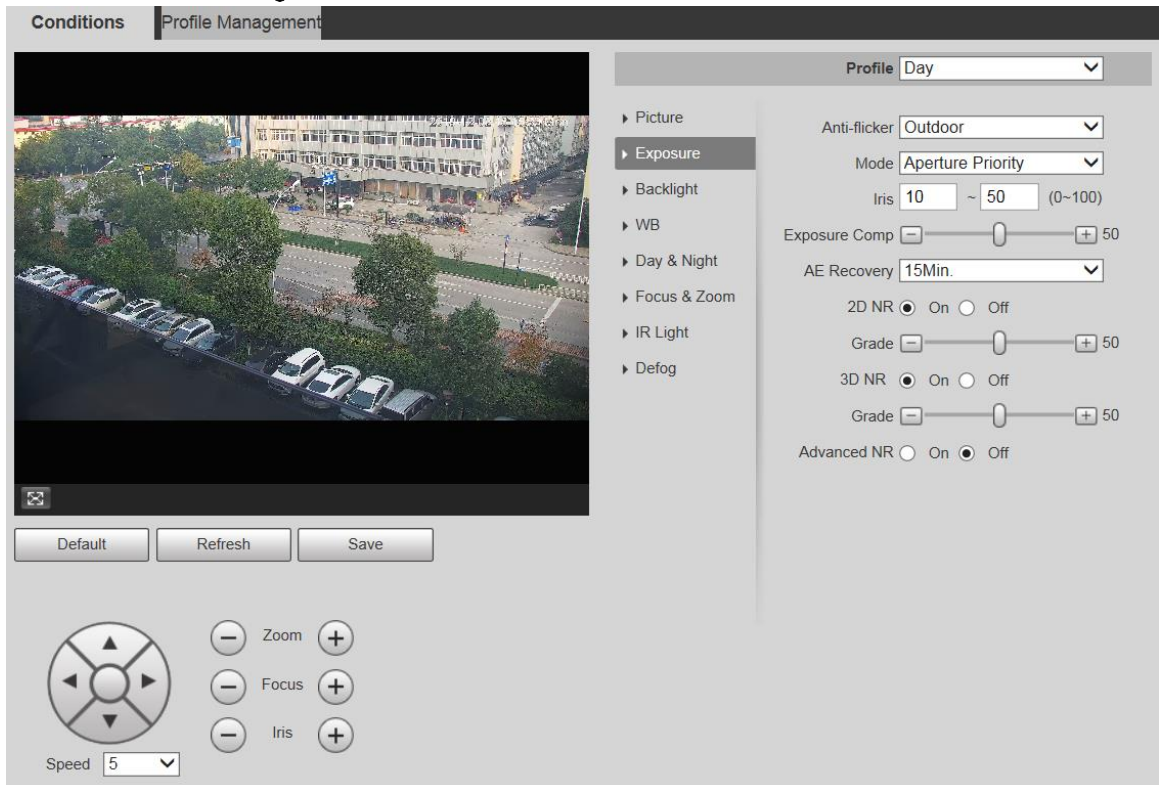 Conditions
Profile Management
Profile Day
Picture
Exposure
Backlight
WB
Day & Night
Focus & Zoom
IR Light
Defog
Anti-flicker Outdoor
Mode Aperture Priority
Iris 10 ~ 50 (0~100)
Exposure Comp - + 50
AE Recovery 15Min.
2D NR On Off
Grade - + 50
3D NR On Off
Grade - + 50
Advanced NR On Off
Default Refresh Save
- Zoom +
- Focus +
- Iris +
Speed 5